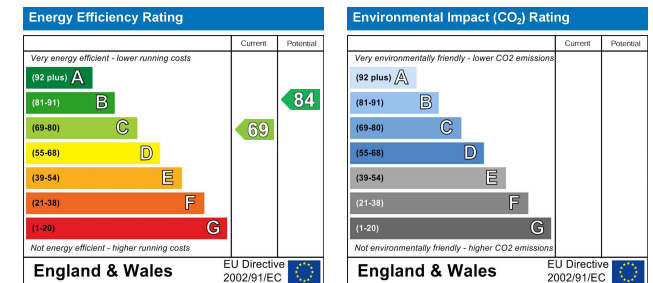 Energy Efficiency Rating
Current Potential
Very energy efficient - lower running costs
(92 plus) A
(81-91) B
84
(69-80) C
69
(55-68) D
(39-54) E
(21-38) F
(1-20) G
Not energy efficient - higher running costs
England & Wales
EU Directive
2002/91/EC
Environmental Impact (CO₂) Rating
Current Potential
Very environmentally friendly - lower CO2 emissions
(92 plus) A
(81-91) B
(69-80) C
(55-68) D
(39-54) E
(21-38) F
(1-20) G
Not environmentally friendly - higher CO2 emissions
England & Wales
EU Directive
2002/91/EC